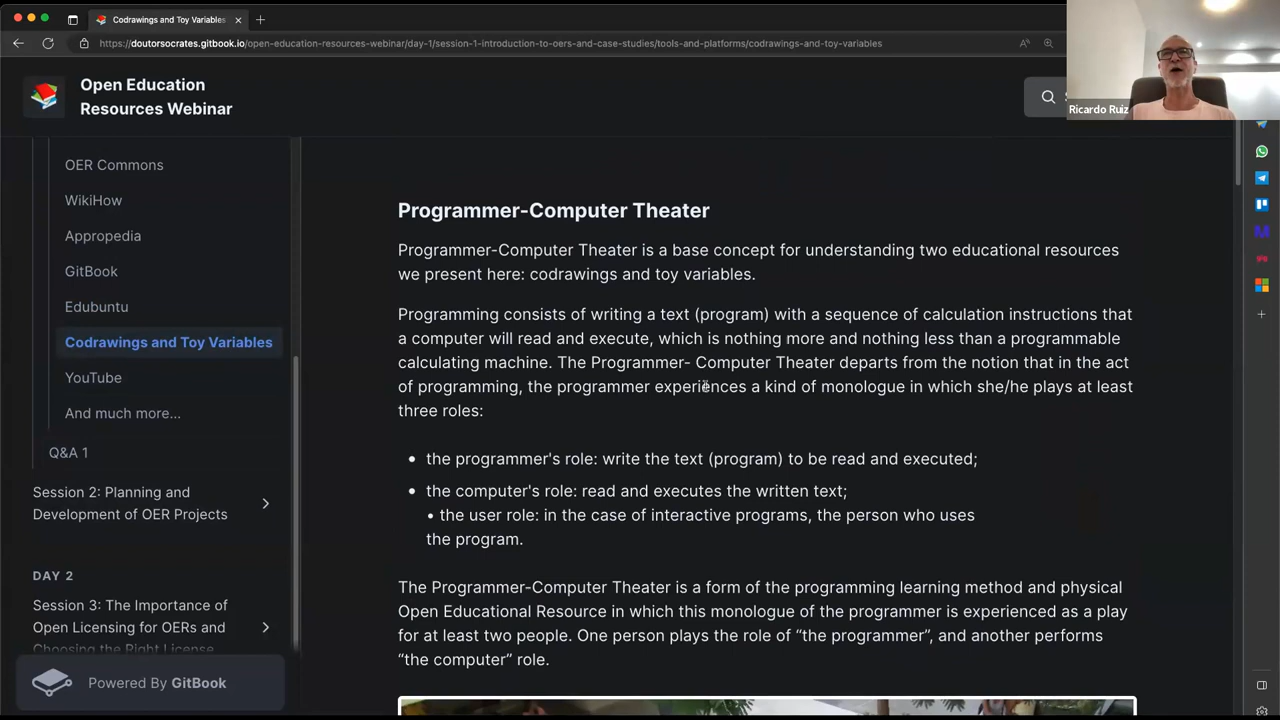 Codrawings and Toy Variables
https://doutorsocrates.gitbook.io/open-education-resources-webinar/day-1/session-1-introduction-to-oers-and-case-studies/tools-and-platforms/codrawings-and-toy-variables
Ricardo Ruiz
Open Education
Resources Webinar
OER Commons
WikiHow
Appropedia
GitBook
Edubuntu
Codrawings and Toy Variables
YouTube
And much more...
Q&A 1
Session 2: Planning and
Development of OER Projects
DAY 2
Session 3: The Importance of
Open Licensing for OERs and
Choosing the Right License
Powered By GitBook
Programmer-Computer Theater
Programmer-Computer Theater is a base concept for understanding two educational resources
we present here: codrawings and toy variables.
Programming consists of writing a text (program) with a sequence of calculation instructions that
a computer will read and execute, which is nothing more and nothing less than a programmable
calculating machine. The Programmer- Computer Theater departs from the notion that in the act
of programming, the programmer experiences a kind of monologue in which she/he plays at least
three roles:
• the programmer's role: write the text (program) to be read and executed;
• the computer's role: read and executes the written text;
• the user role: in the case of interactive programs, the person who uses
the program.
The Programmer-Computer Theater is a form of the programming learning method and physical
Open Educational Resource in which this monologue of the programmer is experienced as a play
for at least two people. One person plays the role of “the programmer”, and another performs
“the computer” role.